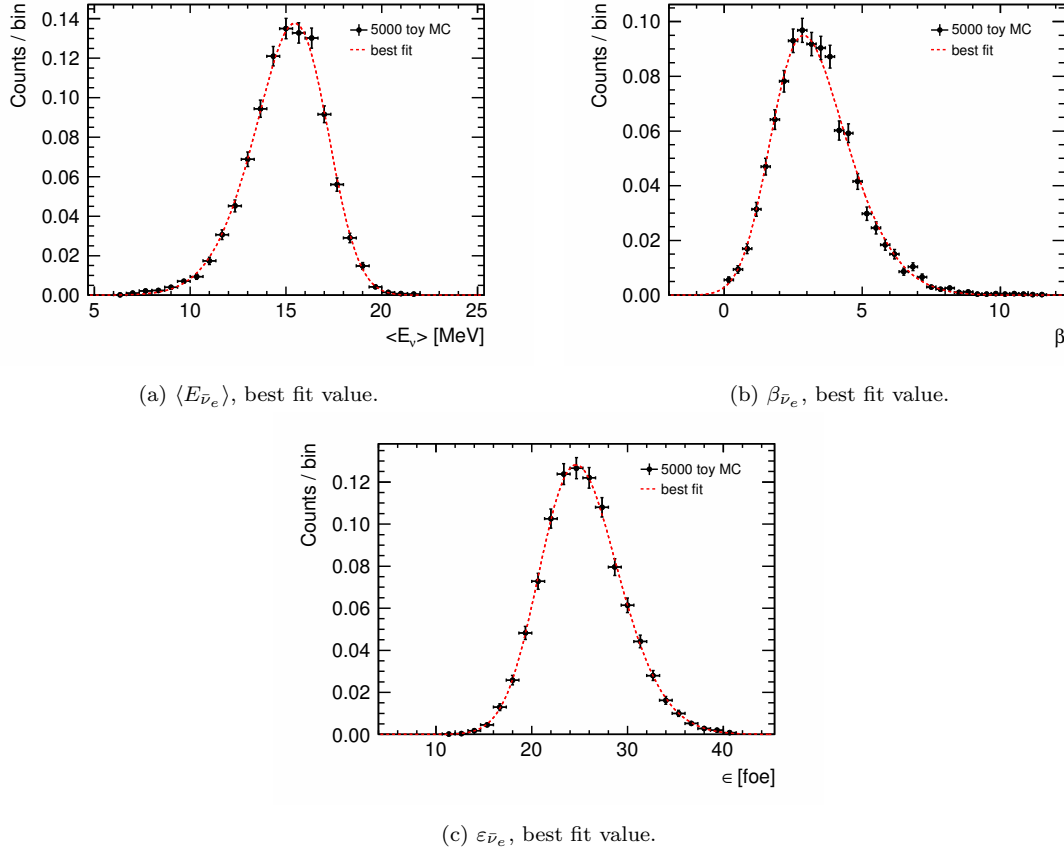 Counts / bin
0.14
0.12
0.10
0.08
0.06
0.04
0.02
0.00
5000 toy MC
best fit
5 10 15 20 25
<E_ν> [MeV]
(a) ⟨E_ν̄_e⟩, best fit value.
Counts / bin
0.10
0.08
0.06
0.04
0.02
0.00
5000 toy MC
best fit
0 5 10
β
(b) β_ν̄_e, best fit value.
Counts / bin
0.12
0.10
0.08
0.06
0.04
0.02
0.00
5000 toy MC
best fit
10 20 30 40
∈ [foe]
(c) ε_ν̄_e, best fit value.